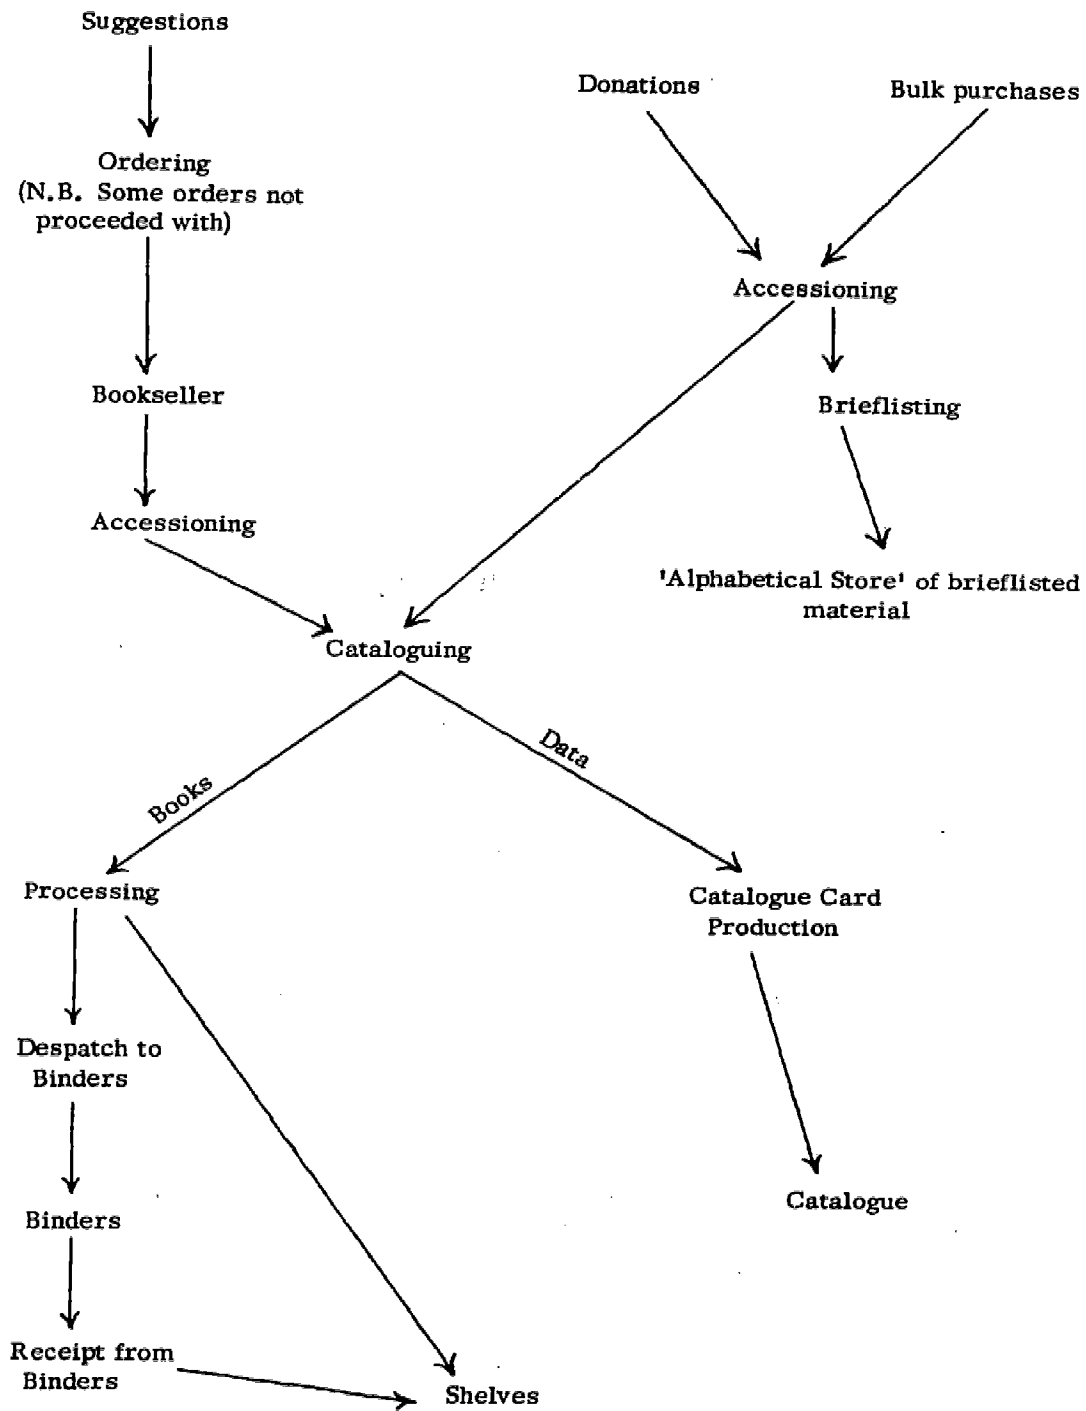 Suggestions
Donations
Bulk purchases
Ordering
(N.B. Some orders not
proceeded with)
Accessioning
Bookseller
Brieflisting
Accessioning
'Alphabetical Store' of brieflisted
material
Cataloguing
Data
Books
Processing
Catalogue Card
Production
Despatch to
Binders
Catalogue
Binders
Receipt from
Binders
Shelves